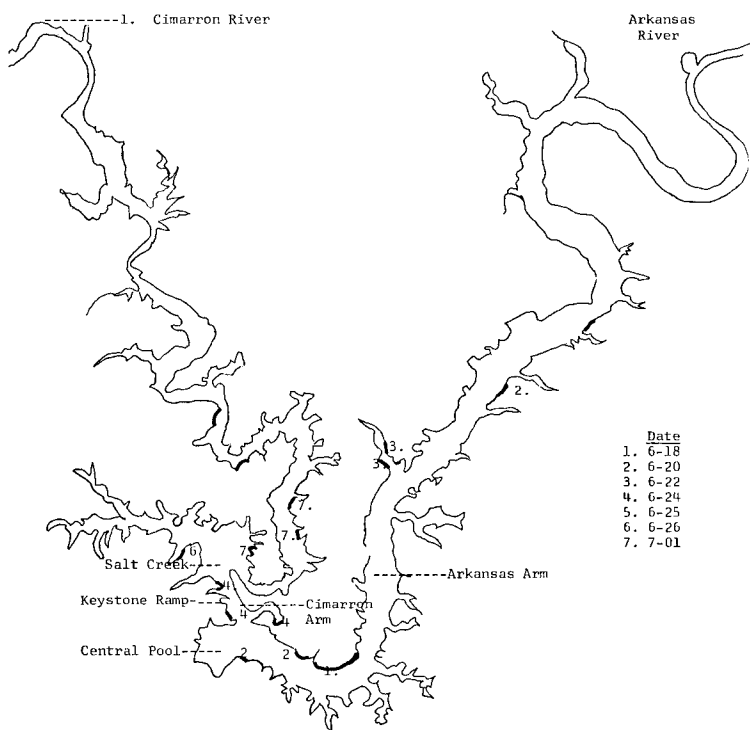 1. Cimarron River
Arkansas
River
2.
3.
3
Date
1. 6-18
2. 6-20
3. 6-22
4. 6-24
5. 6-25
6. 6-26
7. 7-01
7.
7.
7
6
Salt Creek
4.
Arkansas Arm
Keystone Ramp
Cimarron
Arm
4
4
Central Pool
2
2
1.